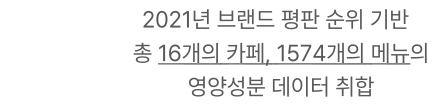 2021년 브랜드 평판 순위 기반
총 16개의 카페, 1574개의 메뉴의
영양성분 데이터 취합